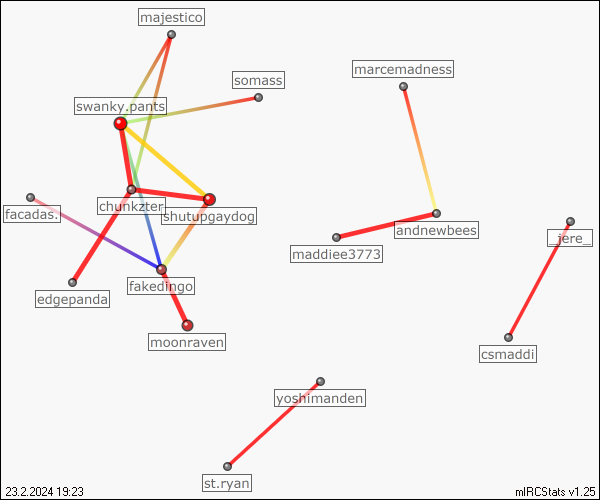 majestico
marcemadness
somass
swanky.pants
facadas.
chunkzter
shutupgaydog
andnewbees
_jere_
maddiee3773
fakedingo
edgepanda
moonraven
csmaddi
yoshimanden
st.ryan
23.2.2024 19:23
mIRCStats v1.25